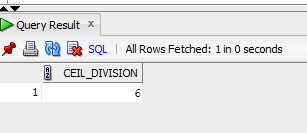 Query Result x
SQL | All Rows Fetched: 1 in 0 seconds
CEIL_DIVISION
1 6